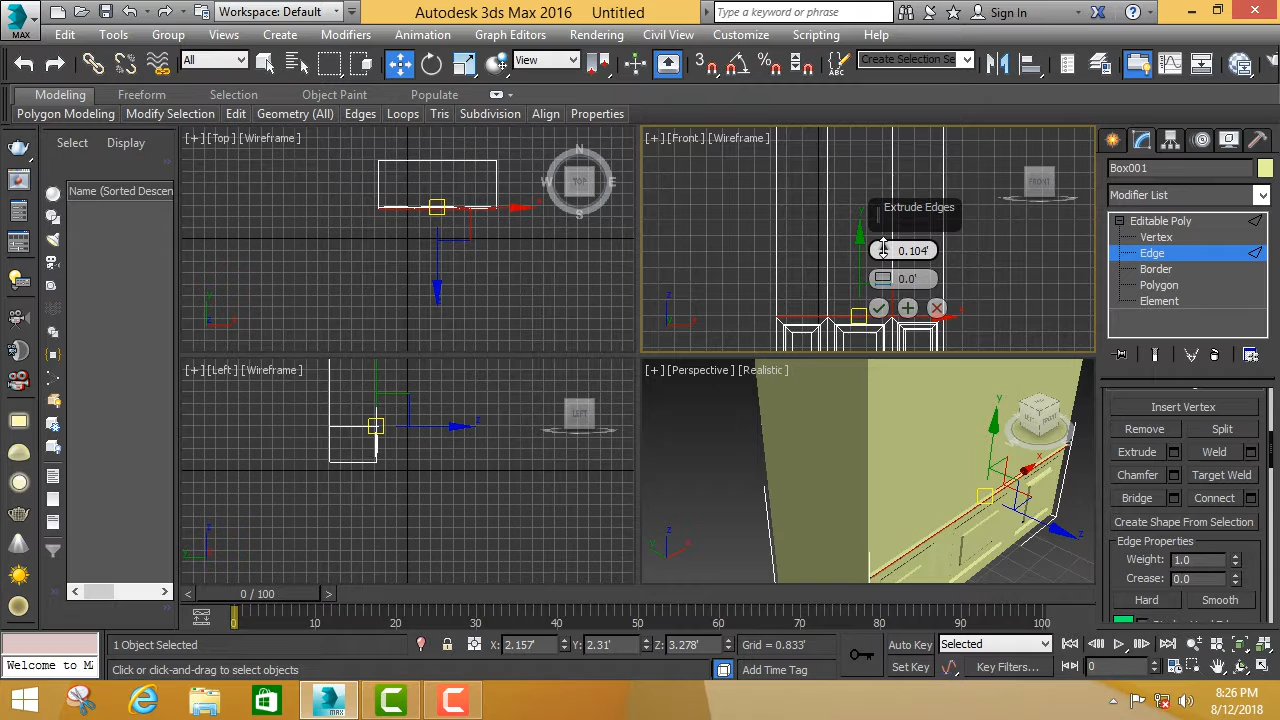 Workspace: Default
Autodesk 3ds Max 2016
Untitled
Type a keyword or phrase
Sign In
MAX
Edit
Tools
Group
Views
Create
Modifiers
Animation
Graph Editors
Rendering
Civil View
Customize
Scripting
Help
All
View
3
ABC
Create Selection Se
Modeling
Freeform
Selection
Object Paint
Populate
Polygon Modeling
Modify Selection
Edit
Geometry (All)
Edges
Loops
Tris
Subdivision
Align
Properties
Select
Display
Name (Sorted Descen
[+] [Top] [Wireframe]
N
W
TOP
E
S
x
[+] [Front] [Wireframe]
FRONT
Extrude Edges
0.104'
0.0'
y
x
z
x
[+] [Left] [Wireframe]
LEFT
z
y
z
[+] [Perspective] [Realistic]
y
x
z
z
y
x
Box001
Modifier List
Editable Poly
Vertex
Edge
Border
Polygon
Element
Insert Vertex
Remove
Split
Extrude
Weld
Chamfer
Target Weld
Bridge
Connect
Create Shape From Selection
Edge Properties
Weight: 1.0
Crease: 0.0
Hard
Smooth
0 / 100
0
10
20
30
40
50
60
70
80
90
100
Welcome to M
1 Object Selected
Click or click-and-drag to select objects
X: 2.157'
Y: 2.31'
Z: 3.278'
Grid = 0.833'
Add Time Tag
Auto Key
Selected
Set Key
Key Filters...
0
MAX
C
C
8:26 PM
8/12/2018